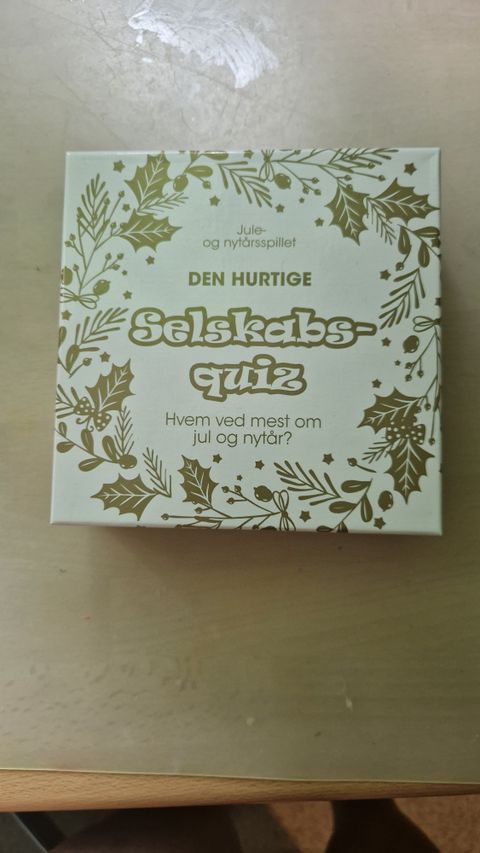 Jule-
og nytårsspillet
DEN HURTIGE
Selskabs-
quiz
Hvem ved mest om
jul og nytår?